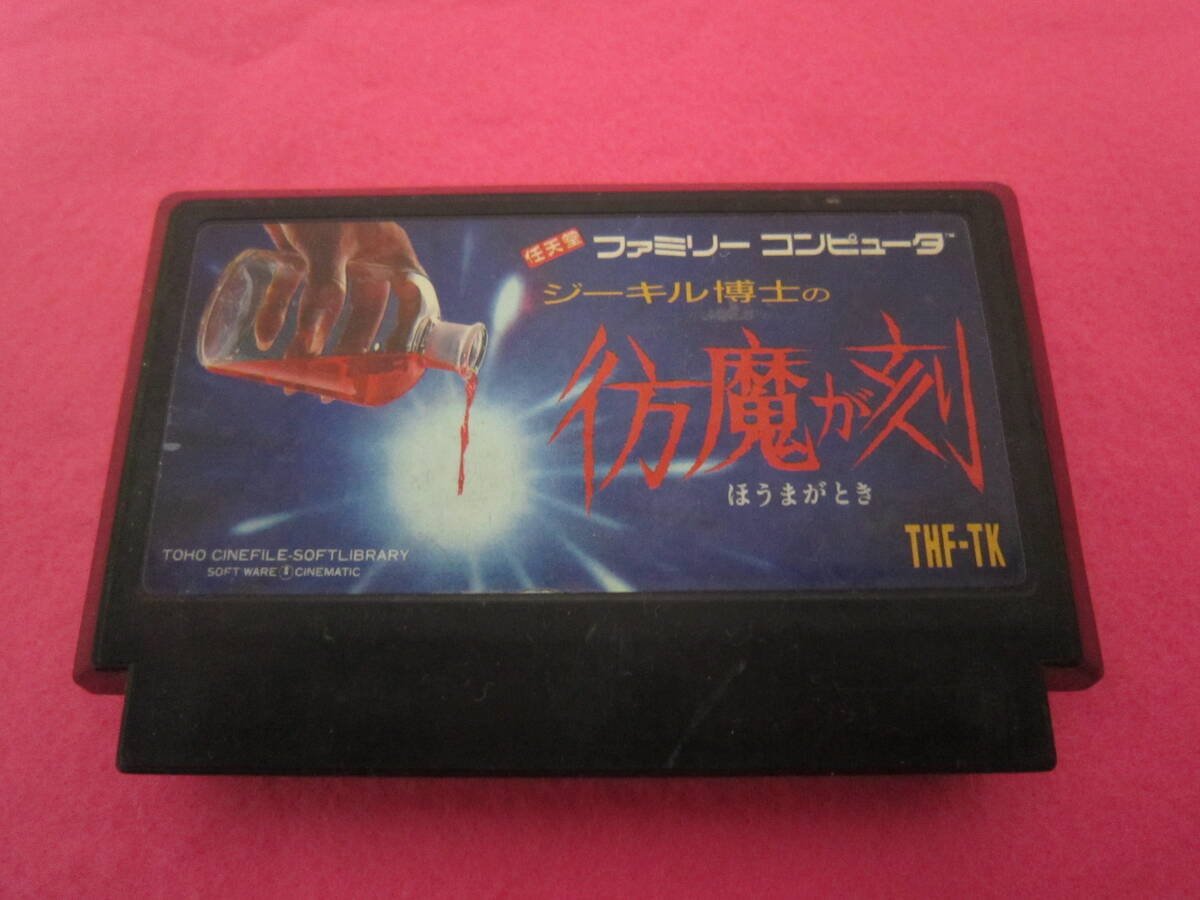 任天堂 ファミリー コンピュータ™
ジーキル博士の
彷魔が刻
ほうまがとき
THF-TK
TOHO CINEFILE-SOFTLIBRARY
SOFT WARE CINEMATIC